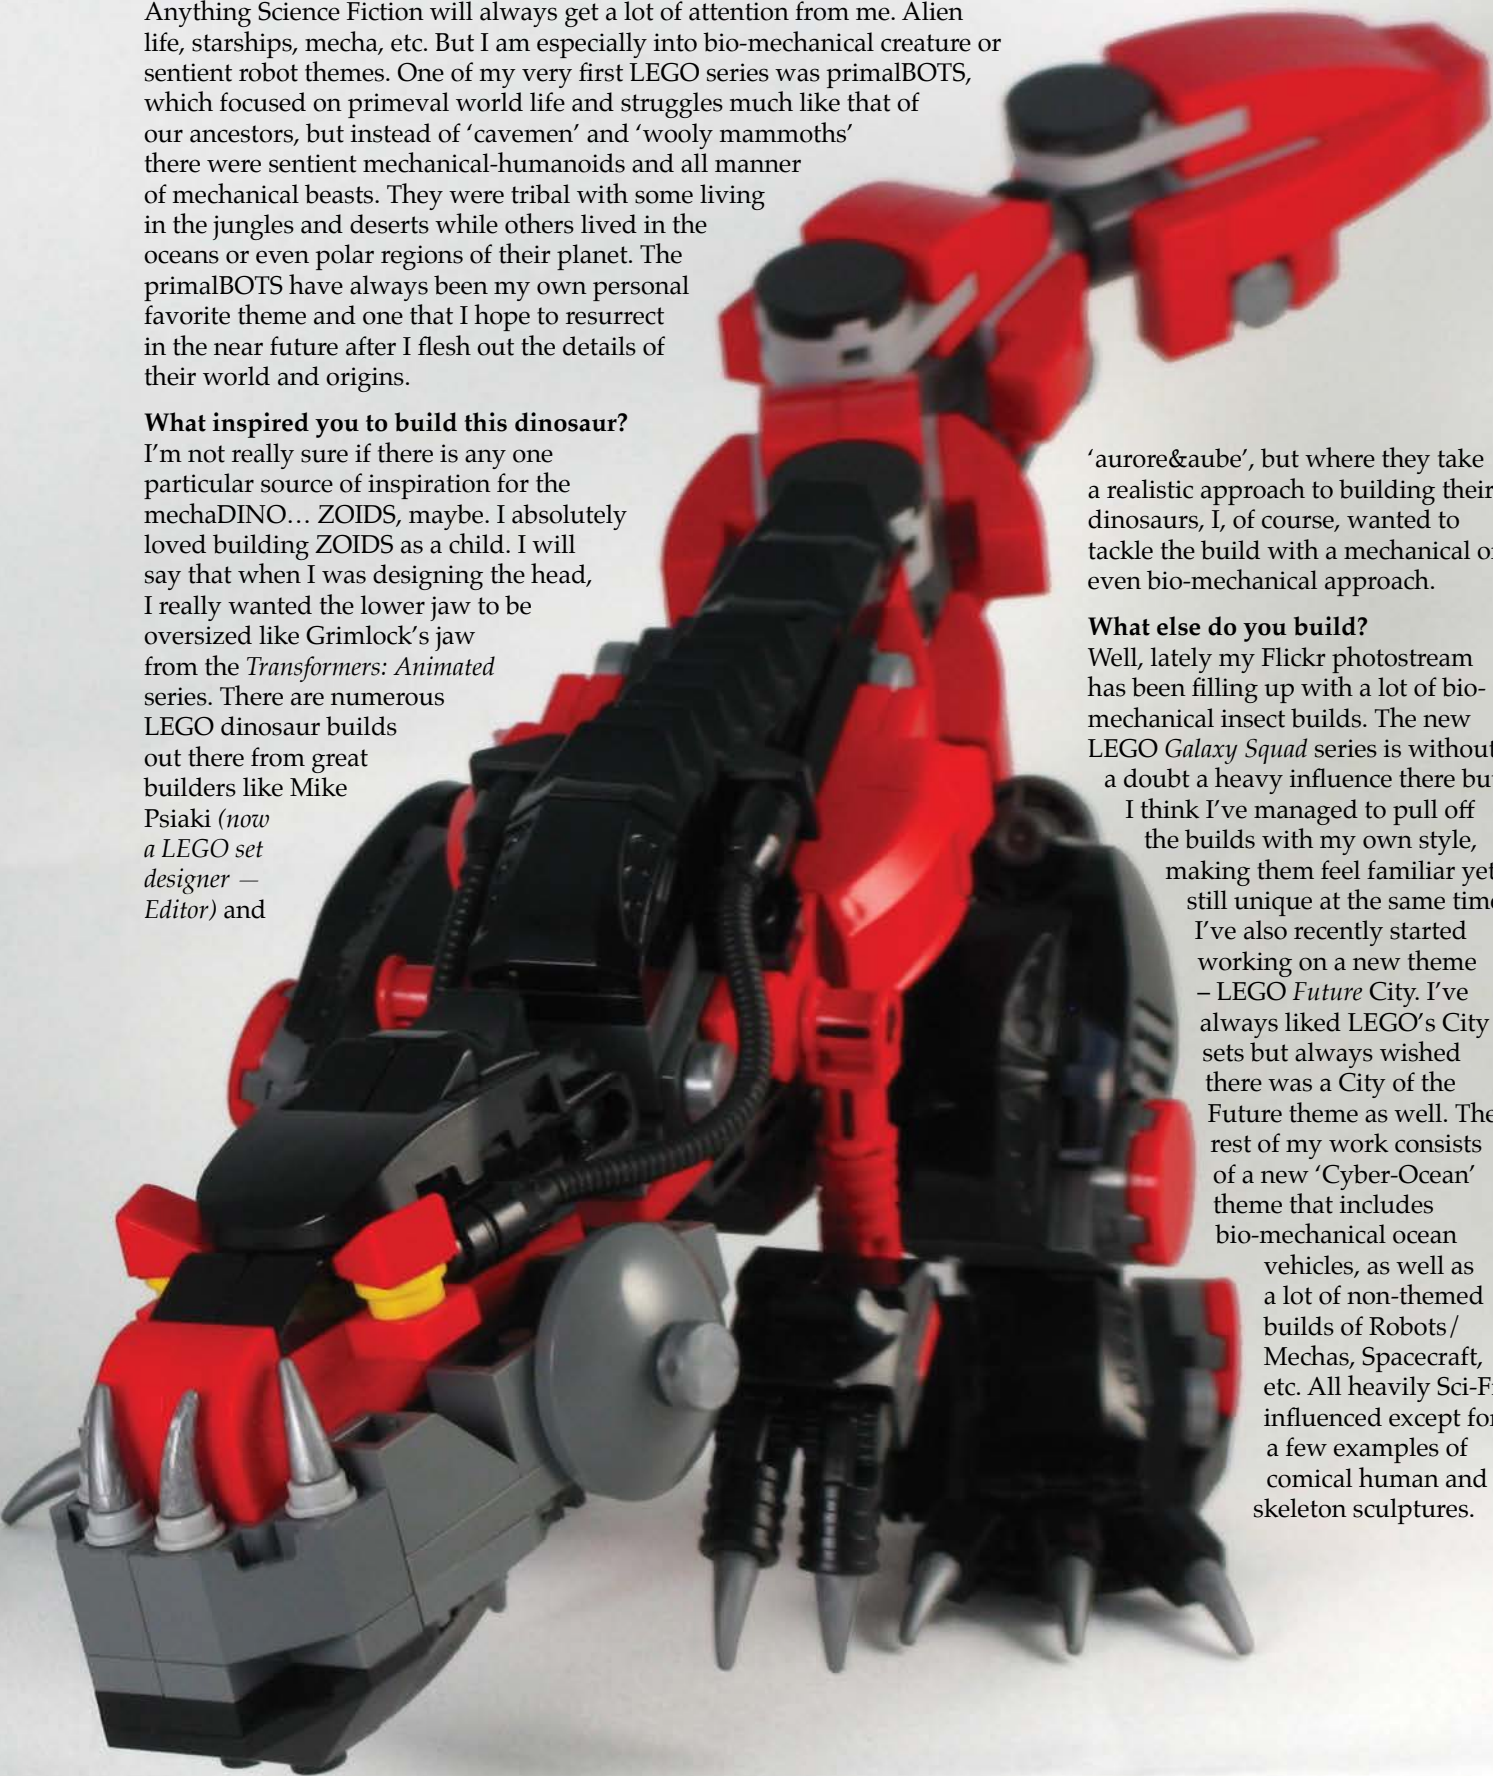 Anything Science Fiction will always get a lot of attention from me. Alien
life, starships, mecha, etc. But I am especially into bio-mechanical creature or
sentient robot themes. One of my very first LEGO series was primalBOTS,
which focused on primeval world life and struggles much like that of
our ancestors, but instead of ‘cavemen’ and ‘wooly mammoths’
there were sentient mechanical-humanoids and all manner
of mechanical beasts. They were tribal with some living
in the jungles and deserts while others lived in the
oceans or even polar regions of their planet. The
primalBOTS have always been my own personal
favorite theme and one that I hope to resurrect
in the near future after I flesh out the details of
their world and origins.
What inspired you to build this dinosaur?
I’m not really sure if there is any one
particular source of inspiration for the
mechaDINO… ZOIDS, maybe. I absolutely
loved building ZOIDS as a child. I will
say that when I was designing the head,
I really wanted the lower jaw to be
oversized like Grimlock’s jaw
from the Transformers: Animated
series. There are numerous
LEGO dinosaur builds
out there from great
builders like Mike
Psiaki (now
a LEGO set
designer —
Editor) and
‘aurore&aube’, but where they take
a realistic approach to building their
dinosaurs, I, of course, wanted to
tackle the build with a mechanical or
even bio-mechanical approach.
What else do you build?
Well, lately my Flickr photostream
has been filling up with a lot of bio-
mechanical insect builds. The new
LEGO Galaxy Squad series is without
a doubt a heavy influence there but
I think I’ve managed to pull off
the builds with my own style,
making them feel familiar yet
still unique at the same time
I’ve also recently started
working on a new theme
– LEGO Future City. I’ve
always liked LEGO’s City
sets but always wished
there was a City of the
Future theme as well. The
rest of my work consists
of a new ‘Cyber-Ocean’
theme that includes
bio-mechanical ocean
vehicles, as well as
a lot of non-themed
builds of Robots/
Mechas, Spacecraft,
etc. All heavily Sci-Fi
influenced except for
a few examples of
comical human and
skeleton sculptures.